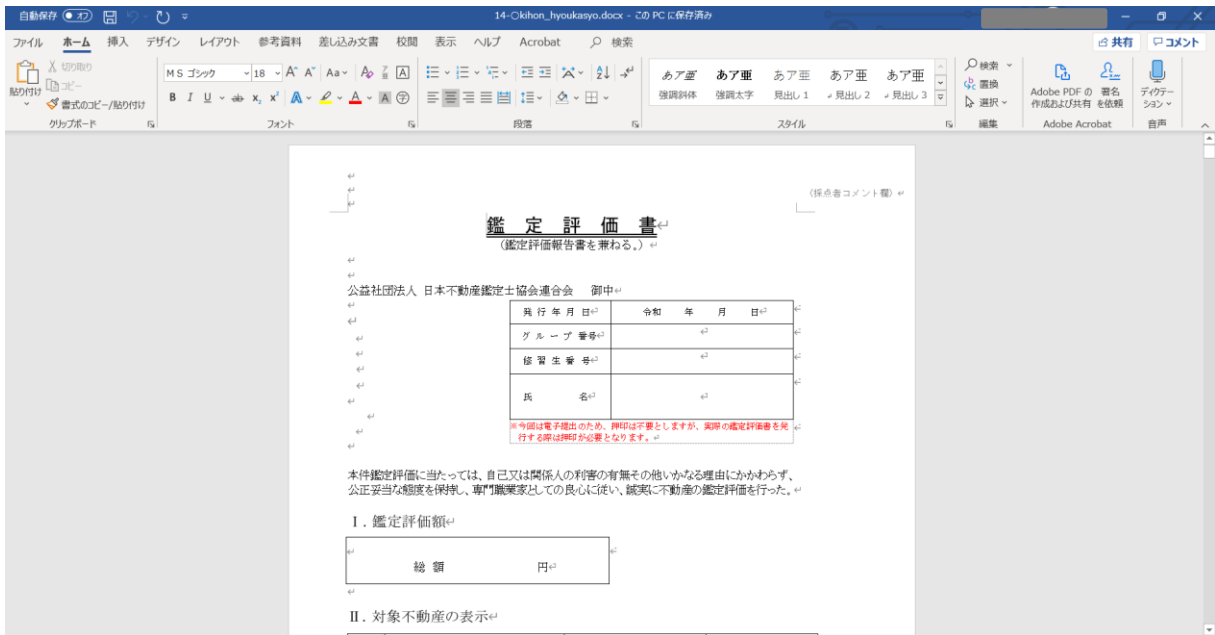 自動保存 オフ 14-○kihon_hyoukasyo.docx - この PC に保存済み
ファイル ホーム 挿入 デザイン レイアウト 参考資料 差し込み文書 校閲 表示 ヘルプ Acrobat 検索 共有 コメント
貼り付け
切り取り
コピー
書式のコピー/貼り付け
クリップボード
MS ゴシック 18
フォント
段落
あア亜 あア亜 あア亜 あア亜 あア亜
強調斜体 強調太字 見出し 1 見出し 2 見出し 3
スタイル
検索
置換
選択
編集
Adobe PDF の作成および共有
署名を依頼
Adobe Acrobat
ディクテーション
音声
(採点者コメント欄)
鑑 定 評 価 書
(鑑定評価報告書を兼ねる。)
公益社団法人 日本不動産鑑定士協会連合会 御中
発行年月日 令和 年 月 日
グループ番号
修習生番号
氏 名
※今回は電子提出のため、押印は不要としますが、実際の鑑定評価書を発
行する際は押印が必要となります。
本件鑑定評価に当たっては、自己又は関係人の利害の有無その他いかなる理由にかかわらず、
公正妥当な態度を保持し、専門職業家としての良心に従い、誠実に不動産の鑑定評価を行った。
Ⅰ.鑑定評価額
総 額 円
Ⅱ.対象不動産の表示